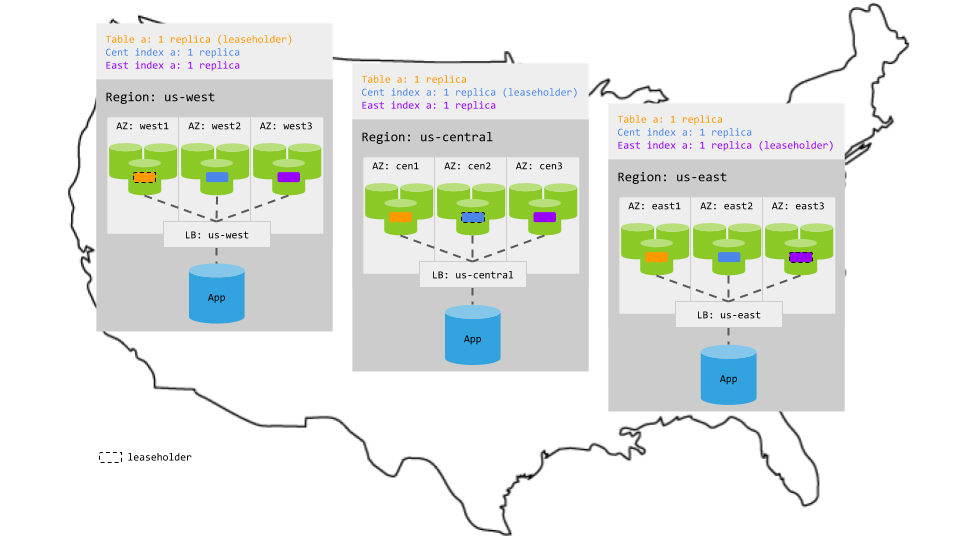 Table a: 1 replica (leaseholder)
Cent index a: 1 replica
East index a: 1 replica
Region: us-west
AZ: west1 AZ: west2 AZ: west3
LB: us-west
App
Table a: 1 replica
Cent index a: 1 replica (leaseholder)
East index a: 1 replica
Region: us-central
AZ: cen1 AZ: cen2 AZ: cen3
LB: us-central
App
Table a: 1 replica
Cent index a: 1 replica
East index a: 1 replica (leaseholder)
Region: us-east
AZ: east1 AZ: east2 AZ: east3
LB: us-east
App
leaseholder